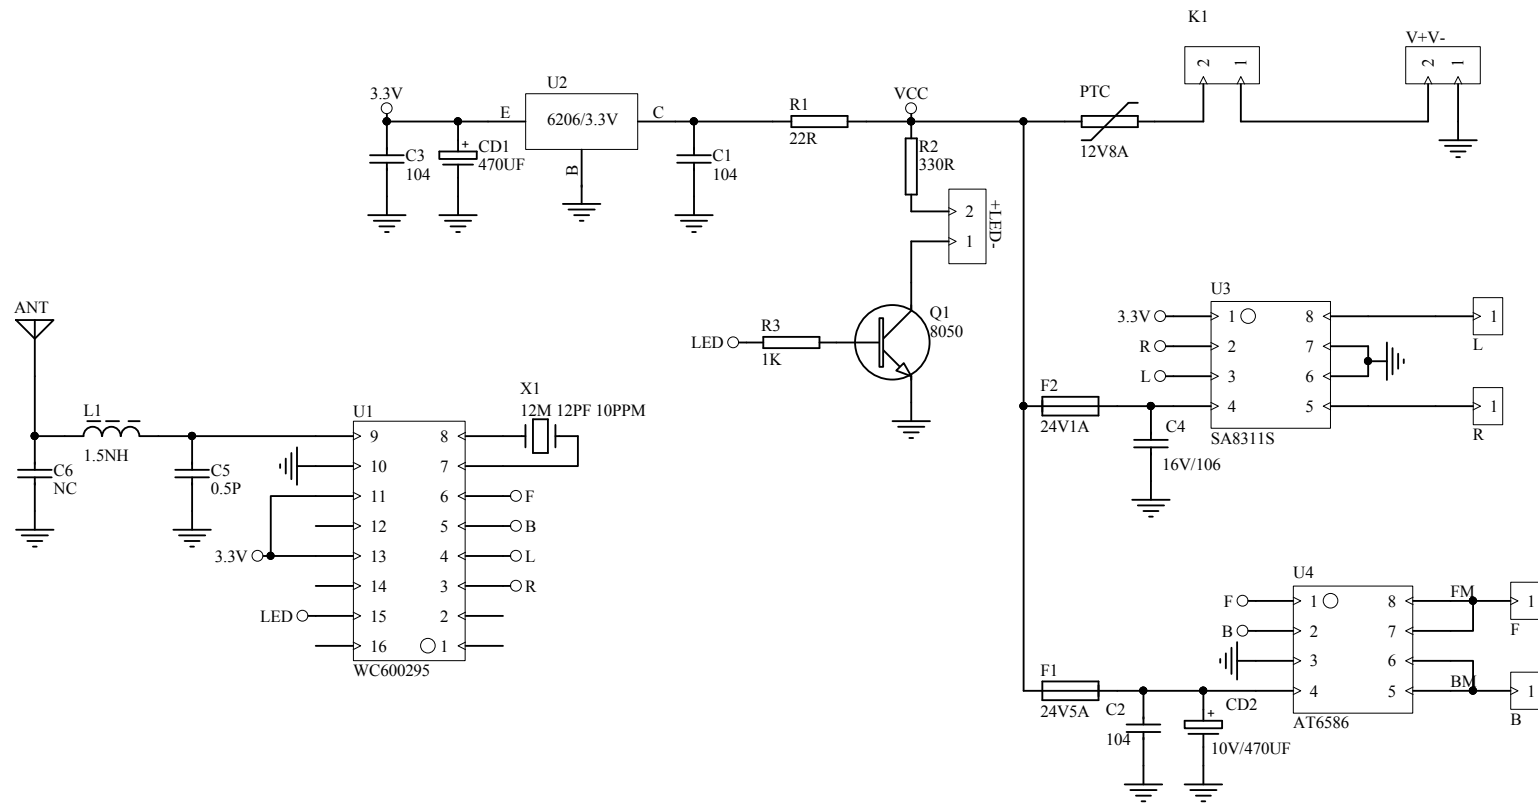 K1
2
1
V+V-
2
1
3.3V
U2
VCC
PTC
E
6206/3.3V
C
R1
22R
12V8A
C3
104
+
CD1
470UF
B
C1
104
R2
330R
2
1
+LED-
ANT
LED
R3
1K
Q1
8050
U3
3.3V
1
8
1
L
R
2
7
L
3
6
F2
24V1A
4
5
1
R
SA8311S
C4
16V/106
L1
1.5NH
C6
NC
C5
0.5P
U1
X1
12M 12PF 10PPM
9
8
10
7
11
6
F
12
5
B
3.3V
13
4
L
14
3
R
LED
15
2
16
1
WC600295
U4
F
1
8
FM
1
F
B
2
7
3
6
F1
24V5A
4
5
BM
1
B
AT6586
C2
104
CD2
+
10V/470UF